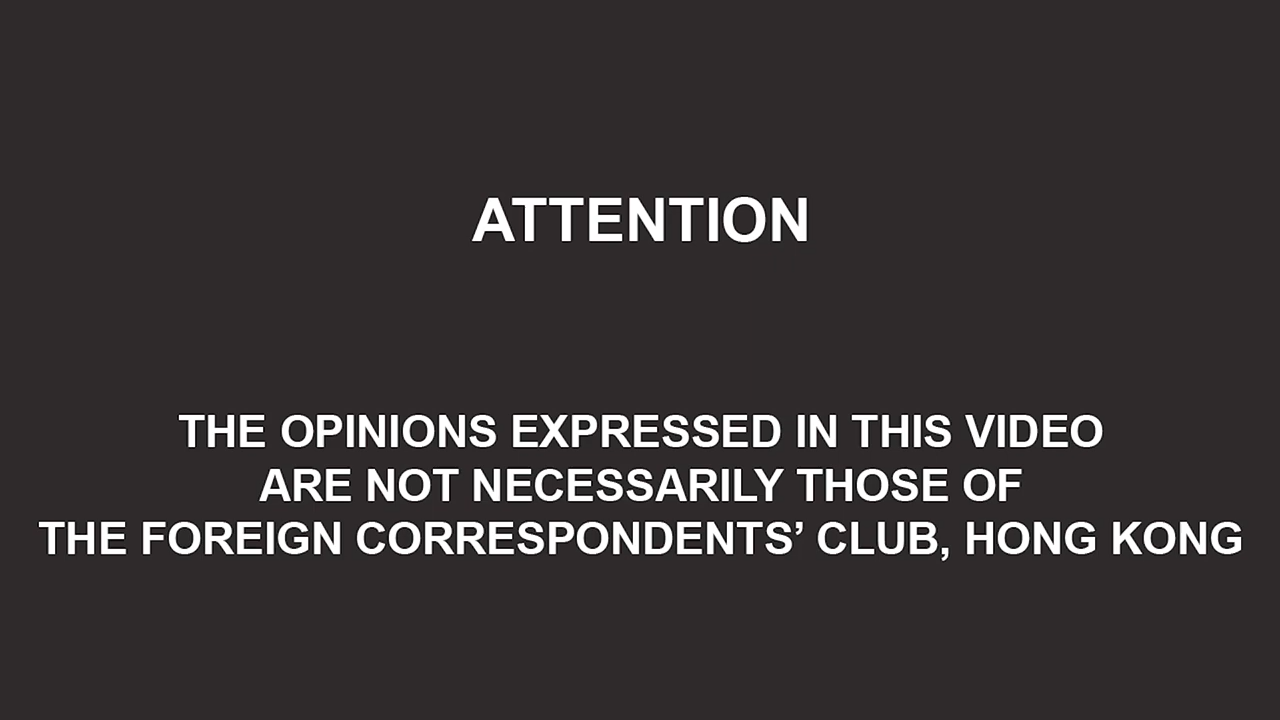 ATTENTION
THE OPINIONS EXPRESSED IN THIS VIDEO
ARE NOT NECESSARILY THOSE OF
THE FOREIGN CORRESPONDENTS’ CLUB, HONG KONG